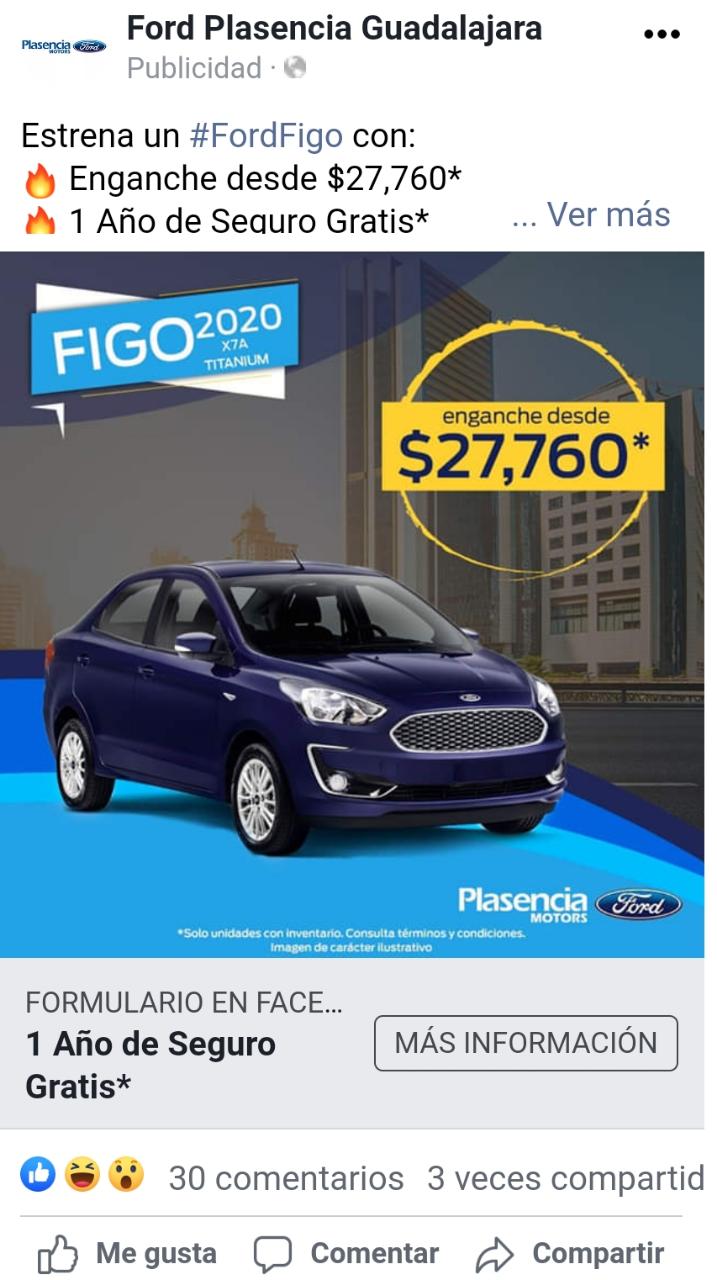 Plasencia Ford
MOTORS
Ford Plasencia Guadalajara
Publicidad ·
Estrena un #FordFigo con:
🔥 Enganche desde $27,760*
🔥 1 Año de Seguro Gratis*
... Ver más
FIGO 2020
X7A
TITANIUM
enganche desde
$27,760*
Plasencia Ford
MOTORS
*Solo unidades con inventario. Consulta términos y condiciones.
Imagen de carácter ilustrativo
FORMULARIO EN FACE...
1 Año de Seguro
Gratis*
MÁS INFORMACIÓN
30 comentarios 3 veces compartid
Me gusta Comentar Compartir